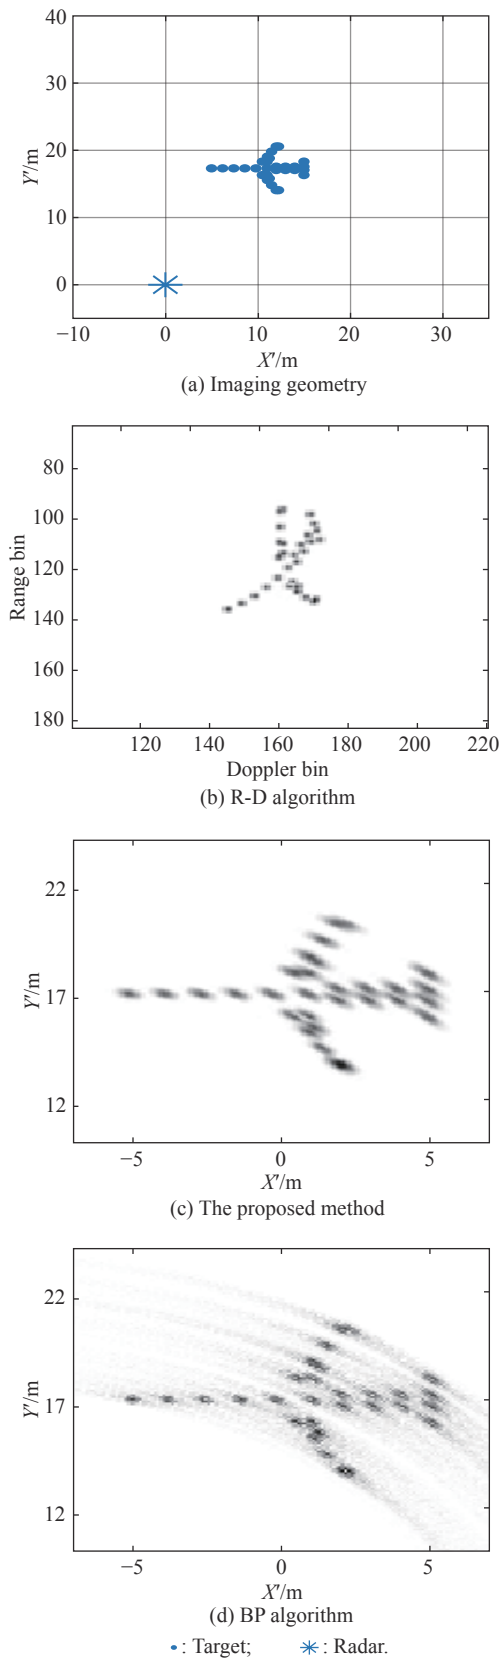 40
30
20
10
0
Y′/m
−10
0
10
20
30
X′/m
(a) Imaging geometry
80
100
120
140
160
180
Range bin
120
140
160
180
200
220
Doppler bin
(b) R-D algorithm
22
17
12
Y′/m
−5
0
5
X′/m
(c) The proposed method
22
17
12
Y′/m
−5
0
5
X′/m
(d) BP algorithm
: Target; : Radar.